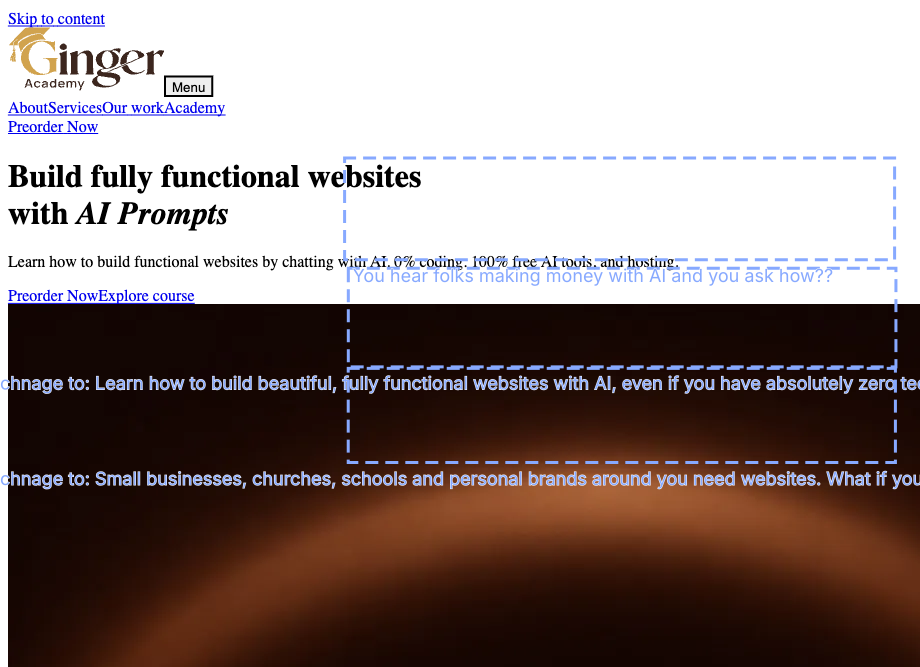 Skip to content
Ginger
Academy
Menu
AboutServicesOur workAcademy
Preorder Now
Build fully functional websites
with AI Prompts
Learn how to build functional websites by chatting with AI, 0% coding, 100% free AI tools, and hosting.
You hear folks making money with AI and you ask how??
Preorder NowExplore course
chnage to: Learn how to build beautiful, fully functional websites with AI, even if you have absolutely zero
chnage to: Small businesses, churches, schools and personal brands around you need websites. What if you